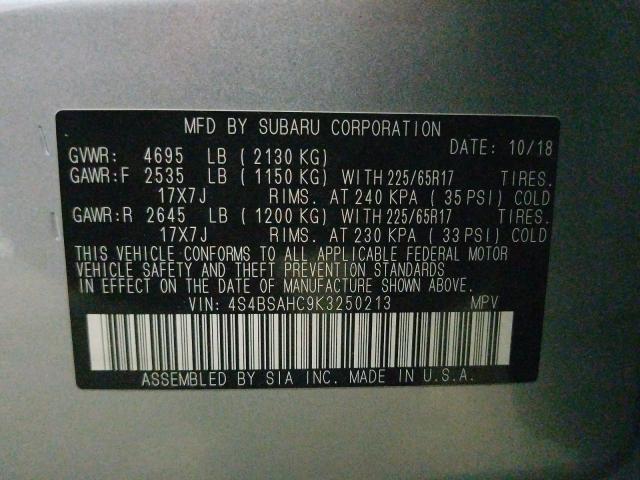 MFD BY SUBARU CORPORATION
DATE: 10/18
GVWR: 4695 LB (2130 KG)
GAWR:F 2535 LB (1150 KG) WITH 225/65R17 TIRES.
17X7J RIMS. AT 240 KPA (35 PSI) COLD
GAWR:R 2645 LB (1200 KG) WITH 225/65R17 TIRES.
17X7J RIMS. AT 230 KPA (33 PSI) COLD
THIS VEHICLE CONFORMS TO ALL APPLICABLE FEDERAL MOTOR
VEHICLE SAFETY AND THEFT PREVENTION STANDARDS
IN EFFECT ON THE DATE OF MANUFACTURE SHOWN ABOVE.
VIN: 4S4BSAHC9K3250213 MPV
ASSEMBLED BY SIA INC. MADE IN U.S.A.